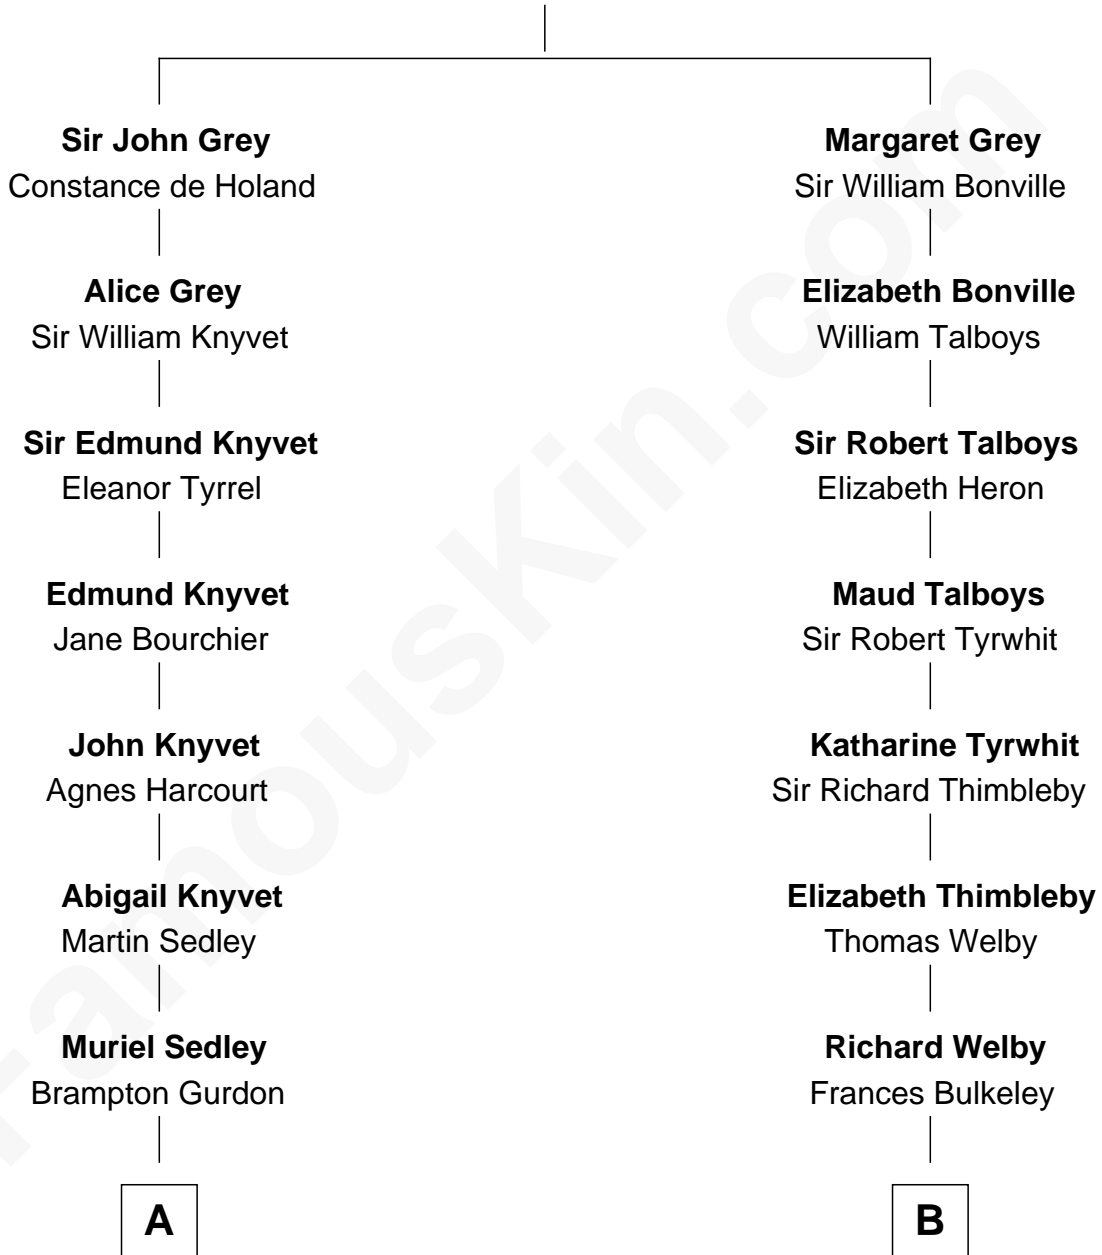 Sir John Grey
Constance de Holand
Alice Grey
Sir William Knyvet
Sir Edmund Knyvet
Eleanor Tyrrel
Edmund Knyvet
Jane Bourchier
John Knyvet
Agnes Harcourt
Abigail Knyvet
Martin Sedley
Muriel Sedley
Brampton Gurdon
A
Margaret Grey
Sir William Bonville
Elizabeth Bonville
William Talboys
Sir Robert Talboys
Elizabeth Heron
Maud Talboys
Sir Robert Tyrwhit
Katharine Tyrwhit
Sir Richard Thimbleby
Elizabeth Thimbleby
Thomas Welby
Richard Welby
Frances Bulkeley
B
FamousKin.com